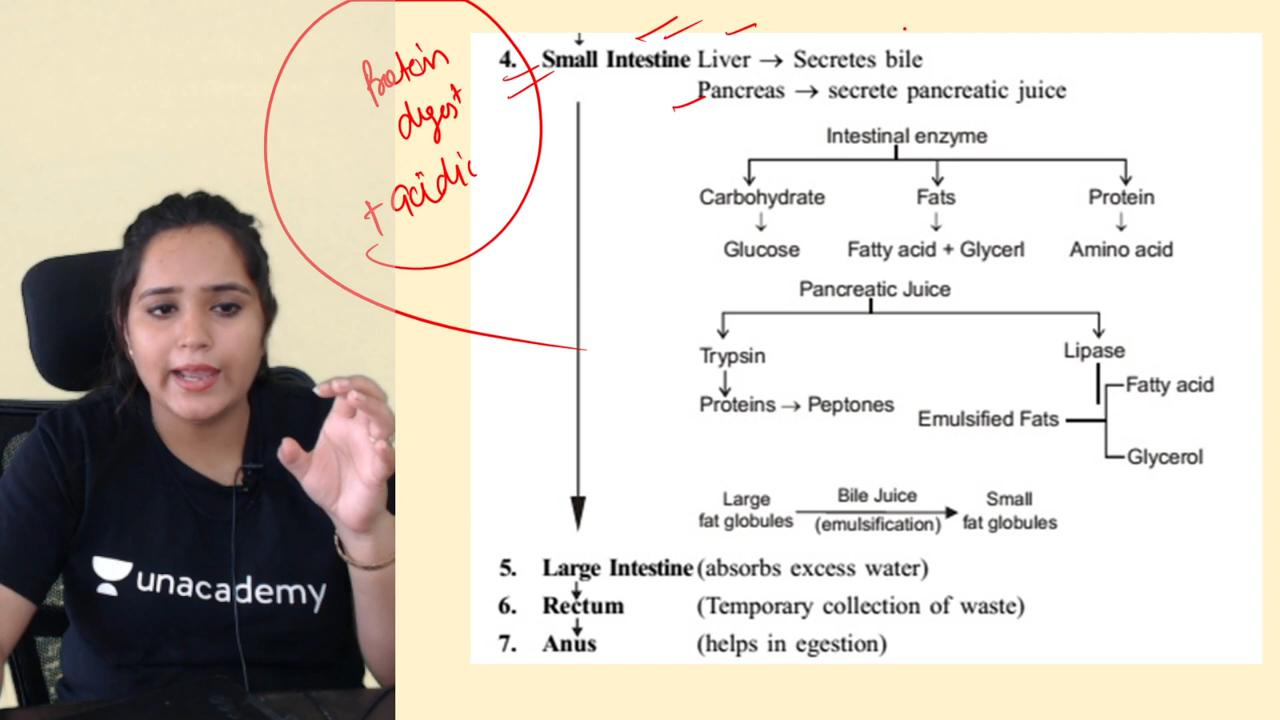 Protein
digest
+ acidic
4. Small Intestine Liver → Secretes bile
Pancreas → secrete pancreatic juice
Intestinal enzyme
Carbohydrate Fats Protein
Glucose Fatty acid + Glycerl Amino acid
Pancreatic Juice
Trypsin Lipase
Proteins → Peptones
Fatty acid
Emulsified Fats
Glycerol
Large Bile Juice Small
fat globules (emulsification) fat globules
5. Large Intestine (absorbs excess water)
6. Rectum (Temporary collection of waste)
7. Anus (helps in egestion)
unacademy